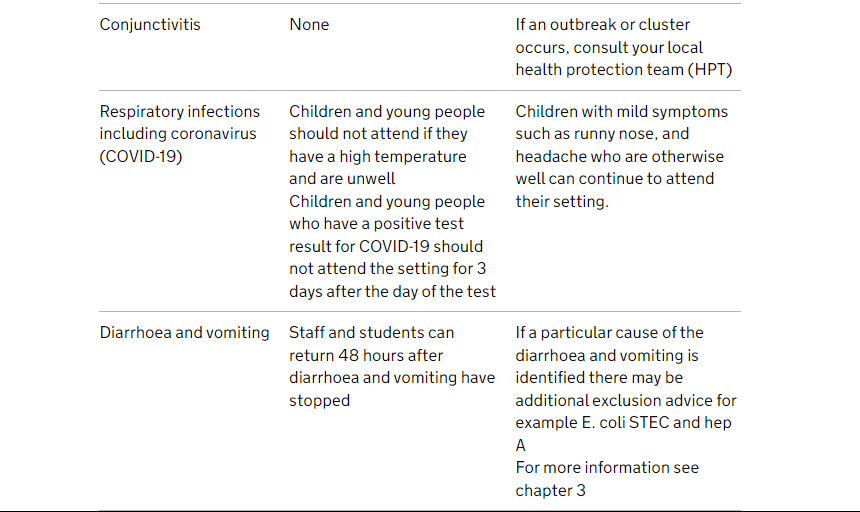 Conjunctivitis
None
If an outbreak or cluster
occurs, consult your local
health protection team (HPT)
Respiratory infections
including coronavirus
(COVID-19)
Children and young people
should not attend if they
have a high temperature
and are unwell
Children and young people
who have a positive test
result for COVID-19 should
not attend the setting for 3
days after the day of the test
Children with mild symptoms
such as runny nose, and
headache who are otherwise
well can continue to attend
their setting.
Diarrhoea and vomiting
Staff and students can
return 48 hours after
diarrhoea and vomiting have
stopped
If a particular cause of the
diarrhoea and vomiting is
identified there may be
additional exclusion advice for
example E. coli STEC and hep
A
For more information see
chapter 3